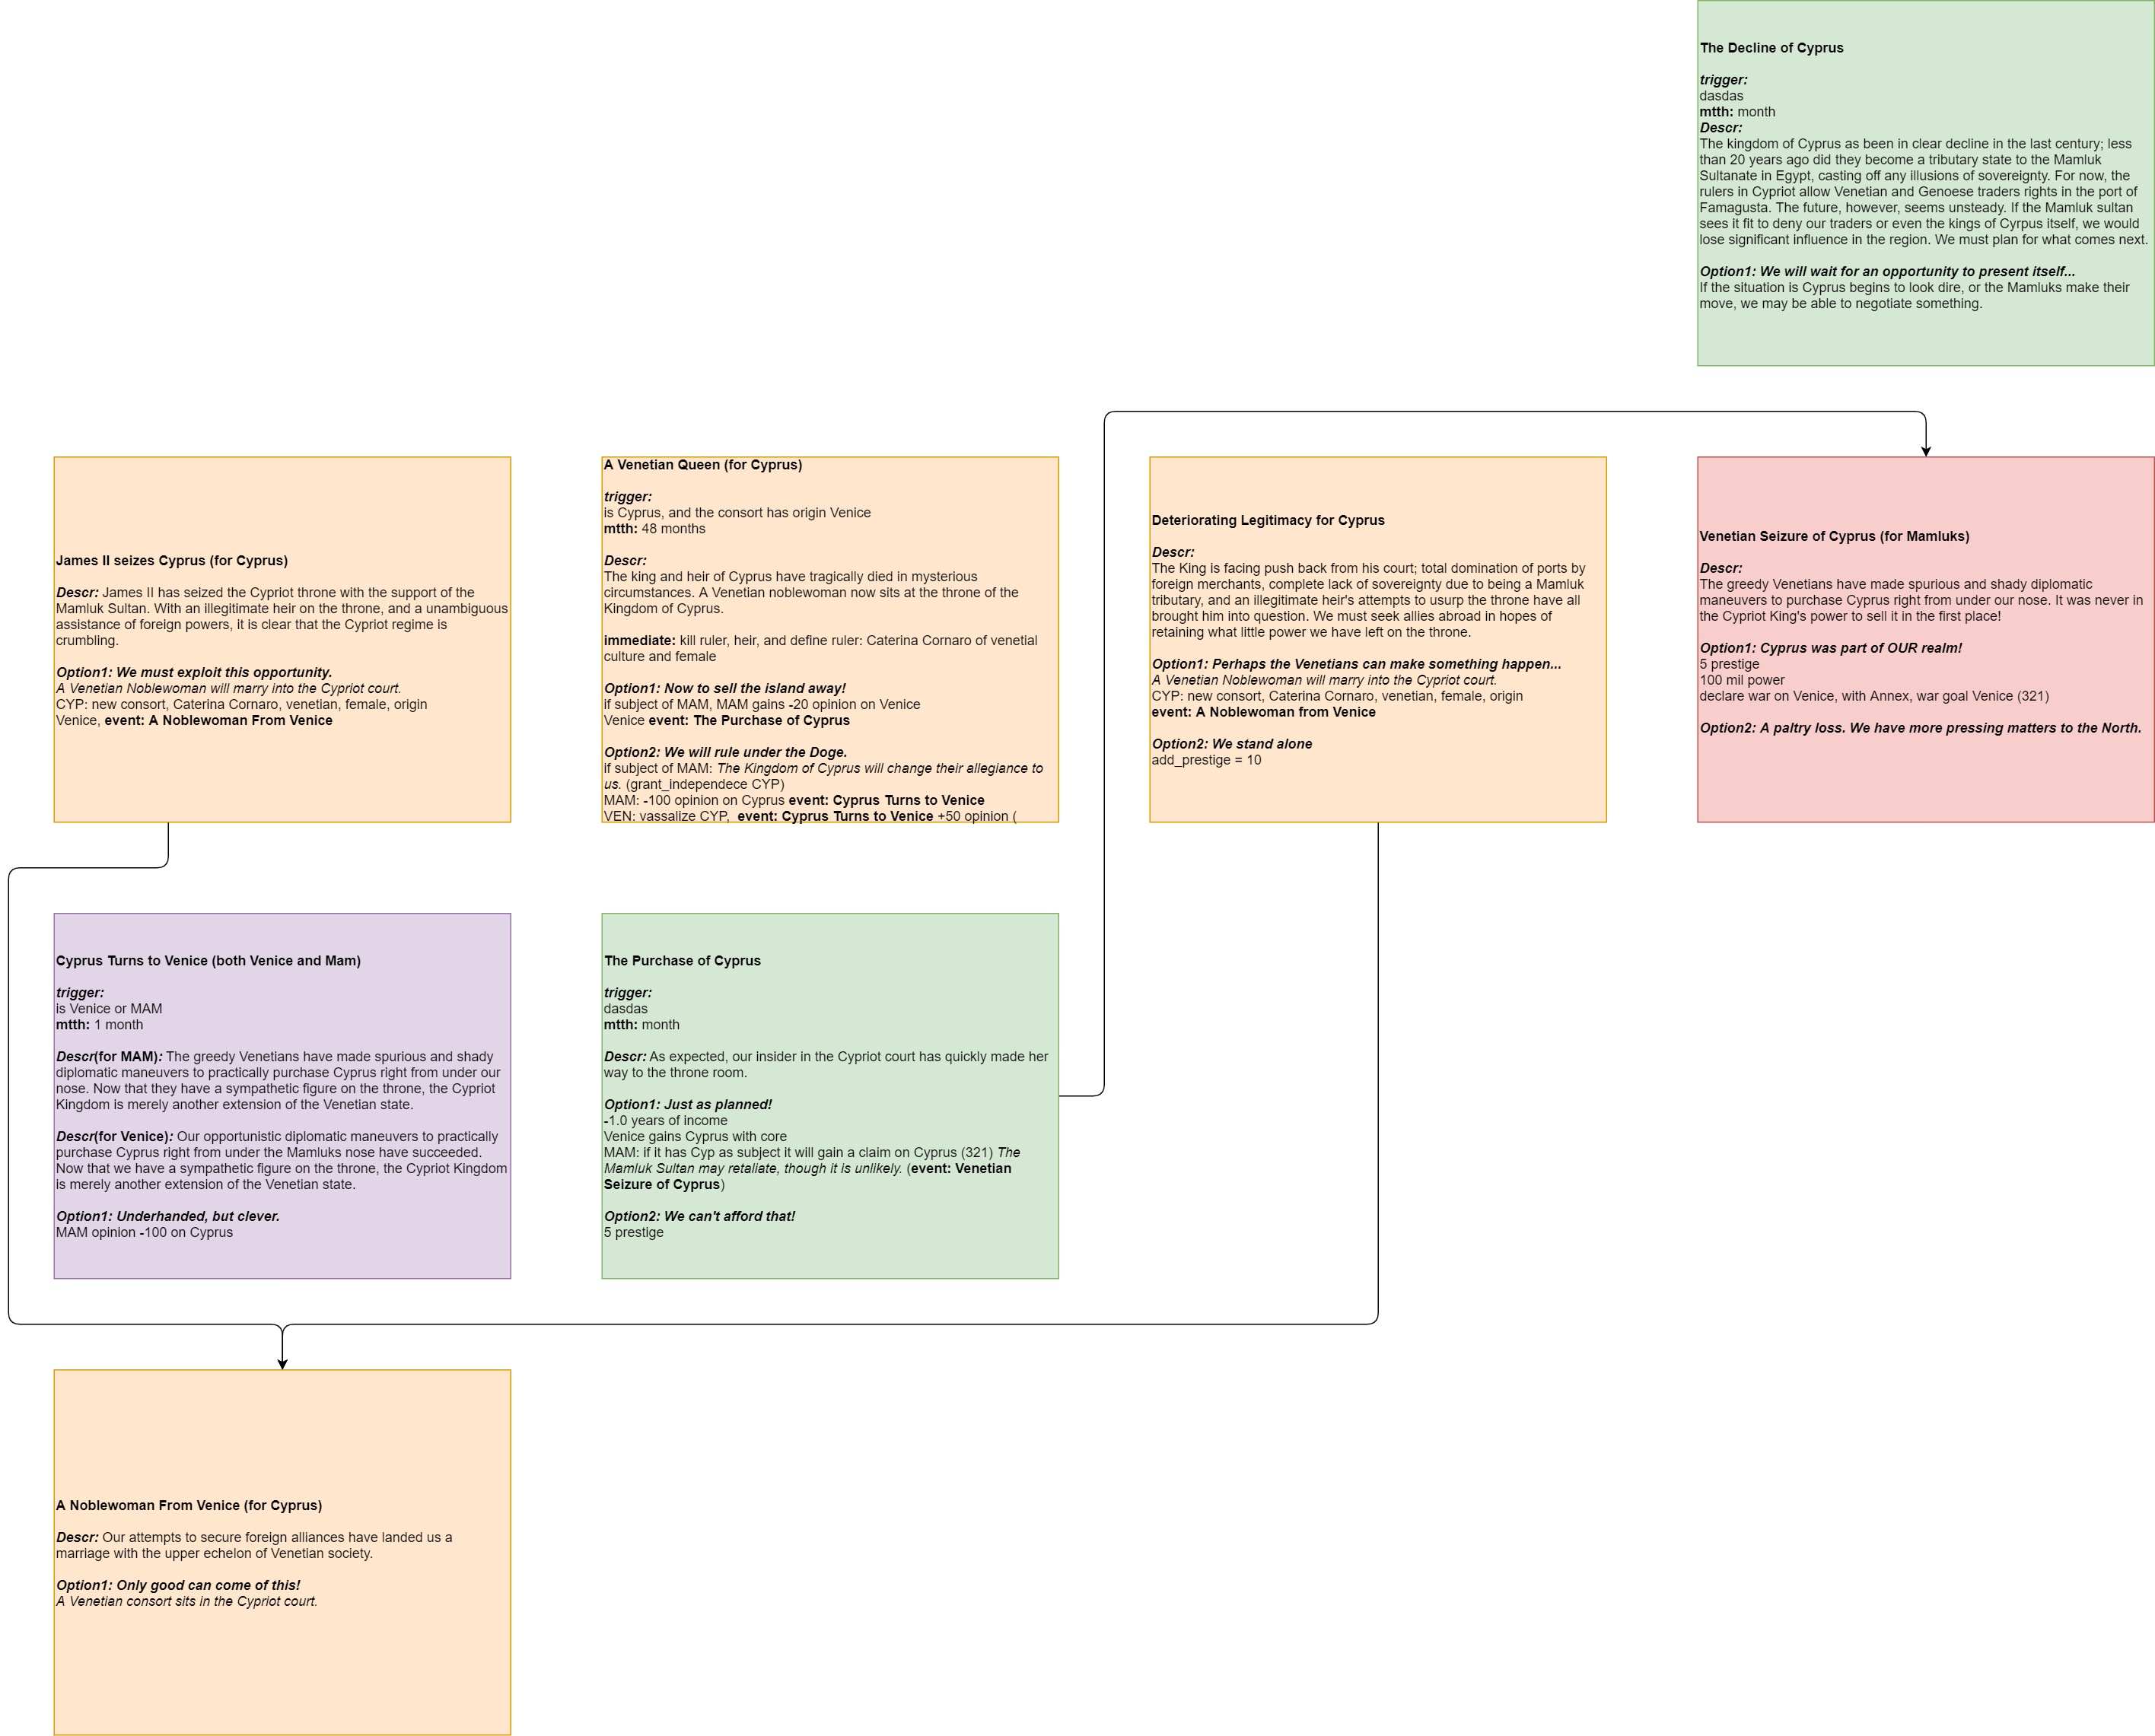 The Decline of Cyprus
trigger:
dasdas
mtth: month
Descr:
The kingdom of Cyprus as been in clear decline in the last century; less
than 20 years ago did they become a tributary state to the Mamluk
Sultanate in Egypt, casting off any illusions of sovereignty. For now, the
rulers in Cypriot allow Venetian and Genoese traders rights in the port of
Famagusta. The future, however, seems unsteady. If the Mamluk sultan
sees it fit to deny our traders or even the kings of Cyrpus itself, we would
lose significant influence in the region. We must plan for what comes next.
Option1: We will wait for an opportunity to present itself...
If the situation is Cyprus begins to look dire, or the Mamluks make their
move, we may be able to negotiate something.
James II seizes Cyprus (for Cyprus)
Descr: James II has seized the Cypriot throne with the support of the
Mamluk Sultan. With an illegitimate heir on the throne, and a unambiguous
assistance of foreign powers, it is clear that the Cypriot regime is
crumbling.
Option1: We must exploit this opportunity.
A Venetian Noblewoman will marry into the Cypriot court.
CYP: new consort, Caterina Cornaro, venetian, female, origin
Venice, event: A Noblewoman From Venice
A Venetian Queen (for Cyprus)
trigger:
is Cyprus, and the consort has origin Venice
mtth: 48 months
Descr:
The king and heir of Cyprus have tragically died in mysterious
circumstances. A Venetian noblewoman now sits at the throne of the
Kingdom of Cyprus.
immediate: kill ruler, heir, and define ruler: Caterina Cornaro of venetial
culture and female
Option1: Now to sell the island away!
if subject of MAM, MAM gains -20 opinion on Venice
Venice event: The Purchase of Cyprus
Option2: We will rule under the Doge.
if subject of MAM: The Kingdom of Cyprus will change their allegiance to
us. (grant_independece CYP)
MAM: -100 opinion on Cyprus event: Cyprus Turns to Venice
VEN: vassalize CYP,  event: Cyprus Turns to Venice +50 opinion (
Deteriorating Legitimacy for Cyprus
Descr:
The King is facing push back from his court; total domination of ports by
foreign merchants, complete lack of sovereignty due to being a Mamluk
tributary, and an illegitimate heir's attempts to usurp the throne have all
brought him into question. We must seek allies abroad in hopes of
retaining what little power we have left on the throne.
Option1: Perhaps the Venetians can make something happen...
A Venetian Noblewoman will marry into the Cypriot court.
CYP: new consort, Caterina Cornaro, venetian, female, origin
event: A Noblewoman from Venice
Option2: We stand alone
add_prestige = 10
Venetian Seizure of Cyprus (for Mamluks)
Descr:
The greedy Venetians have made spurious and shady diplomatic
maneuvers to purchase Cyprus right from under our nose. It was never in
the Cypriot King's power to sell it in the first place!
Option1: Cyprus was part of OUR realm!
5 prestige
100 mil power
declare war on Venice, with Annex, war goal Venice (321)
Option2: A paltry loss. We have more pressing matters to the North.
Cyprus Turns to Venice (both Venice and Mam)
trigger:
is Venice or MAM
mtth: 1 month
Descr(for MAM): The greedy Venetians have made spurious and shady
diplomatic maneuvers to practically purchase Cyprus right from under our
nose. Now that they have a sympathetic figure on the throne, the Cypriot
Kingdom is merely another extension of the Venetian state.
Descr(for Venice): Our opportunistic diplomatic maneuvers to practically
purchase Cyprus right from under the Mamluks nose have succeeded.
Now that we have a sympathetic figure on the throne, the Cypriot Kingdom
is merely another extension of the Venetian state.
Option1: Underhanded, but clever.
MAM opinion -100 on Cyprus
The Purchase of Cyprus
trigger:
dasdas
mtth: month
Descr: As expected, our insider in the Cypriot court has quickly made her
way to the throne room.
Option1: Just as planned!
-1.0 years of income
Venice gains Cyprus with core
MAM: if it has Cyp as subject it will gain a claim on Cyprus (321) The
Mamluk Sultan may retaliate, though it is unlikely. (event: Venetian
Seizure of Cyprus)
Option2: We can't afford that!
5 prestige
A Noblewoman From Venice (for Cyprus)
Descr: Our attempts to secure foreign alliances have landed us a
marriage with the upper echelon of Venetian society.
Option1: Only good can come of this!
A Venetian consort sits in the Cypriot court.